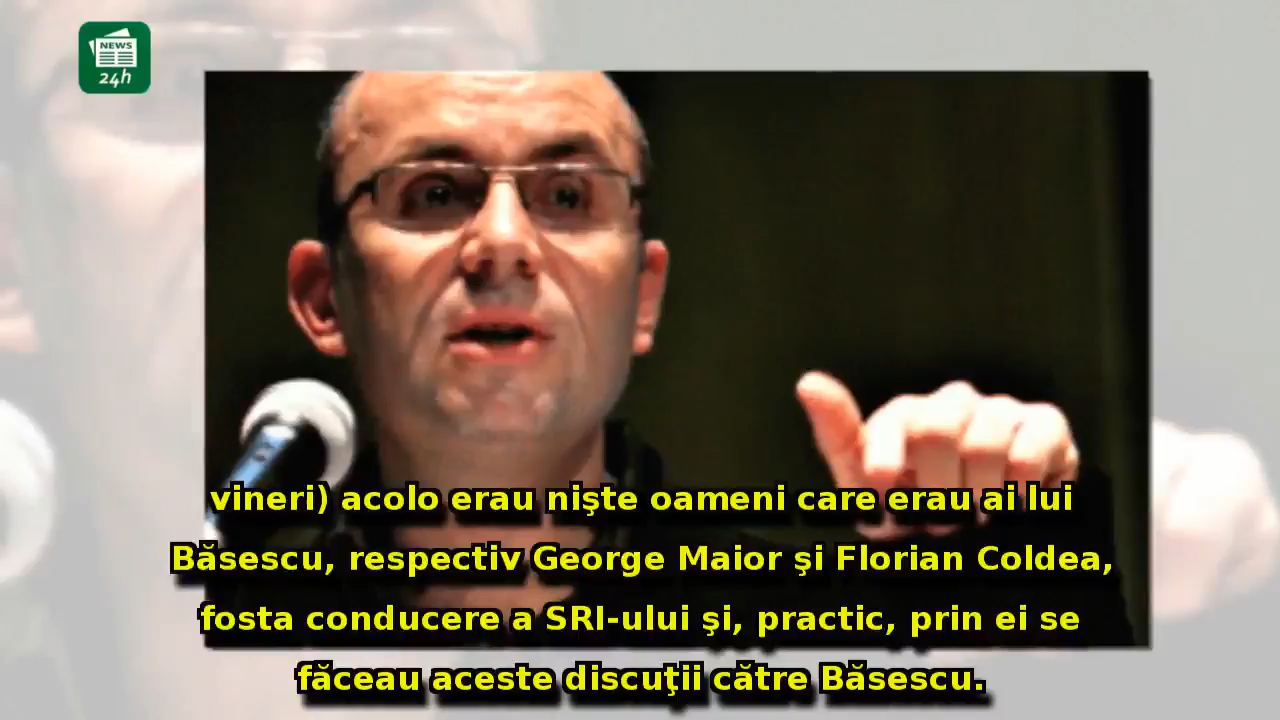 NEWS
24h
vineri) acolo erau nişte oameni care erau ai lui
Băsescu, respectiv George Maior şi Florian Coldea,
fosta conducere a SRI-ului şi, practic, prin ei se
făceau aceste discuţii către Băsescu.